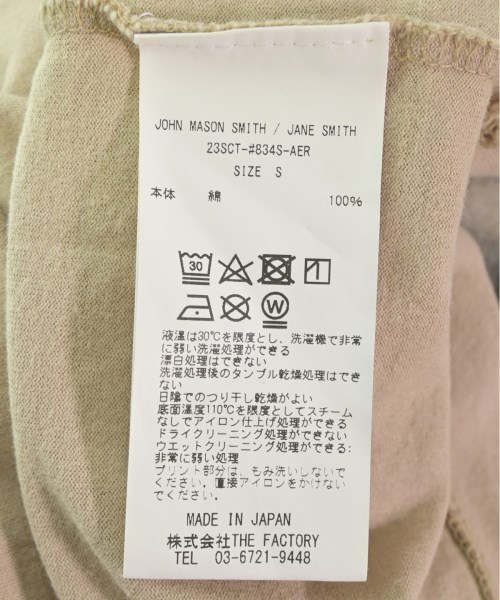 JOHN MASON SMITH / JANE SMITH
23SCT-#834S-AER
SIZE S
本体 綿 100%
30
W
液温は30℃を限度とし、洗濯機で非常
に弱い洗濯処理ができる
漂白処理はできない
洗濯処理後のタンブル乾燥処理はでき
ない
日陰でのつり干し乾燥がよい
底面温度110℃を限度としてスチーム
なしでアイロン仕上げ処理ができる
ドライクリーニング処理ができない
ウエットクリーニング処理ができる:
非常に弱い処理
プリント部分は、もみ洗いしないで
ください。直接アイロンをかけない
でください。
MADE IN JAPAN
株式会社THE FACTORY
TEL 03-6721-9448